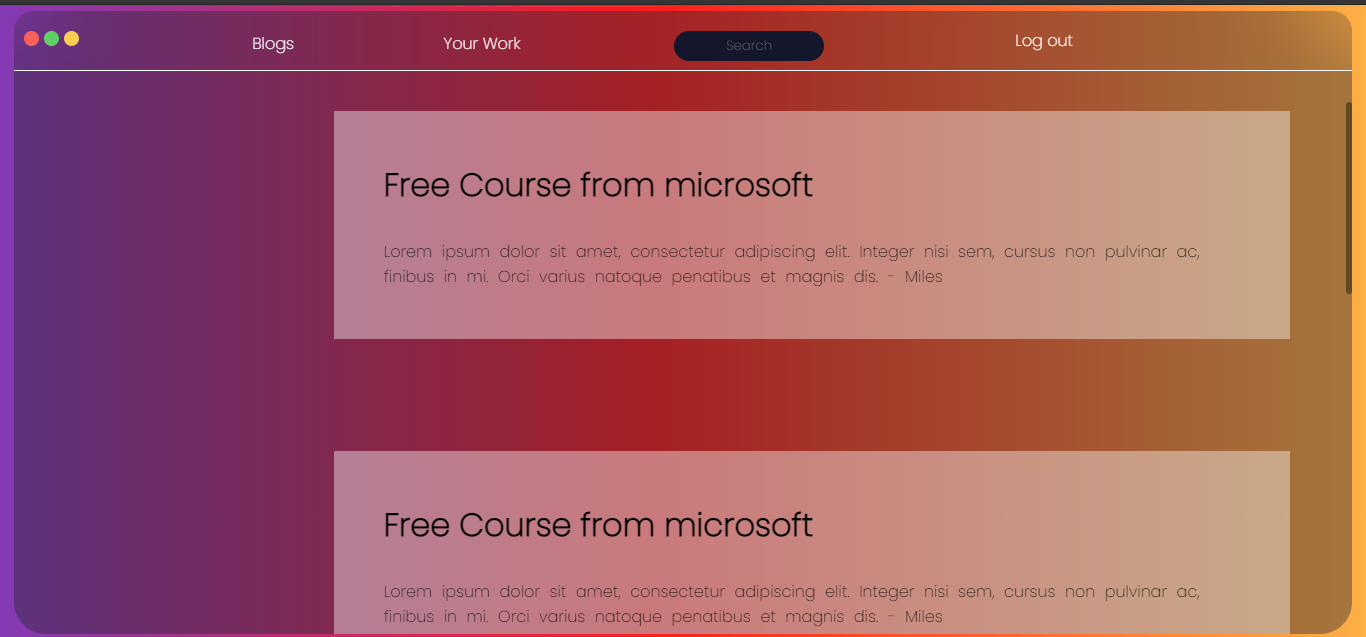 Blogs
Your Work
Search
Log out
Free Course from microsoft
Lorem ipsum dolor sit amet, consectetur adipiscing elit. Integer nisi sem, cursus non pulvinar ac,
finibus in mi. Orci varius natoque penatibus et magnis dis. - Miles
Free Course from microsoft
Lorem ipsum dolor sit amet, consectetur adipiscing elit. Integer nisi sem, cursus non pulvinar ac,
finibus in mi. Orci varius natoque penatibus et magnis dis. - Miles